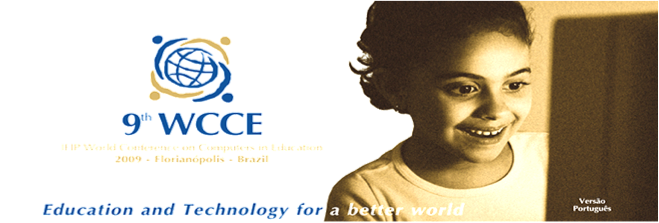 9th WCCE
IFIP World Conference on Computers in Education
2009 - Florianópolis - Brazil
Education and Technology for a better world
Versão
Português